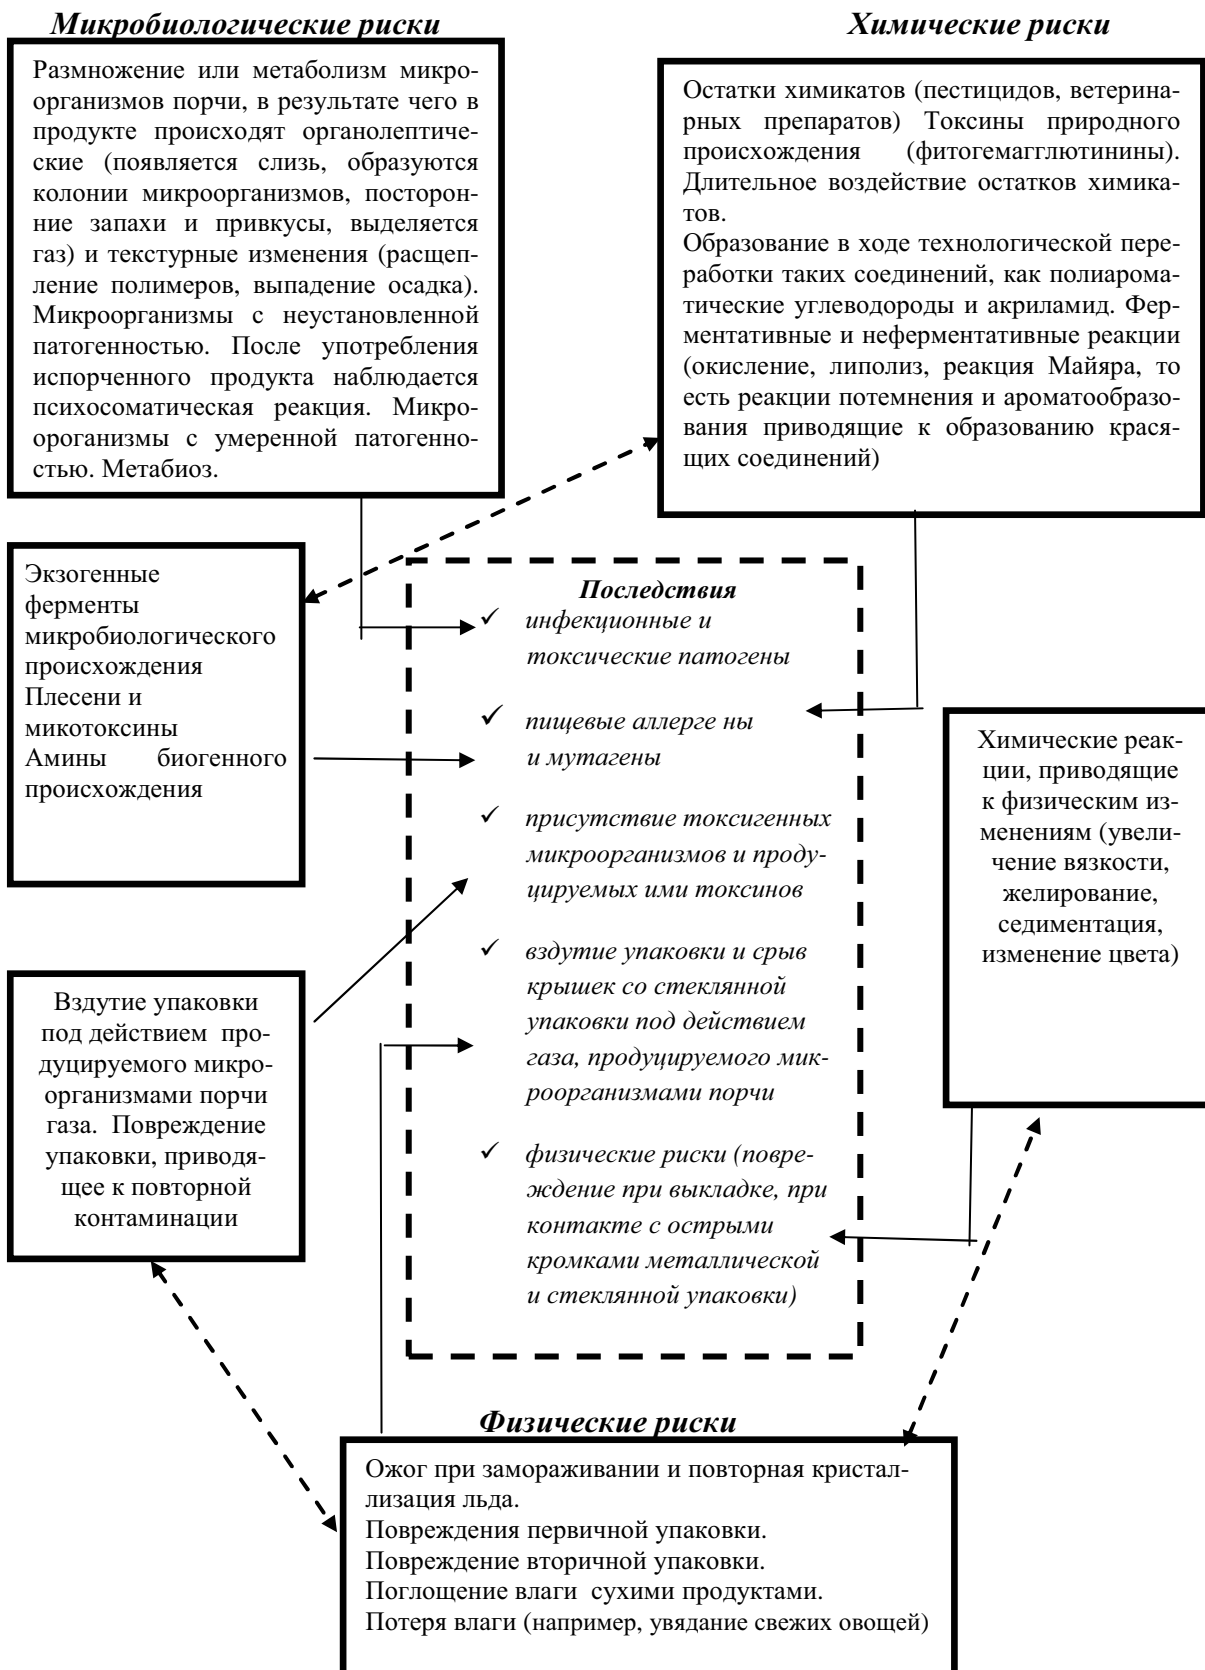 Микробиологические риски
Размножение или метаболизм микро-
организмов порчи, в результате чего в
продукте происходят органолептиче-
ские (появляется слизь, образуются
колонии микроорганизмов, посторон-
ние запахи и привкусы, выделяется
газ) и текстурные изменения (расщеп-
ление полимеров, выпадение осадка).
Микроорганизмы с неустановленной
патогенностью. После употребления
испорченного продукта наблюдается
психосоматическая реакция. Микро-
ороганизмы с умеренной патогенно-
стью. Метабиоз.
Химические риски
Остатки химикатов (пестицидов, ветеринар-
рных препаратов) Токсины природного
происхождения (фитогемагглютинины).
Длительное воздействие остатков химика-
тов.
Образование в ходе технологической пере-
работки таких соединений, как полиарома-
тические углеводороды и акриламид. Фер-
ментативные и неферментативные реакции
(окисление, липолиз, реакция Майяра, то
есть реакции потемнения и ароматообразо-
вания приводящие к образованию крася-
щих соединений)
Экзогенные
ферменты
микробиологического
происхождения
Плесени и
микотоксины
Амины биогенного
происхождения
Последствия
✓ инфекционные и
токсические патогены
✓ пищевые аллерге ны
и мутагены
✓ присутствие токсигенных
микроорганизмов и проду-
цируемых ими токсинов
✓ вздутие упаковки и срыв
крышек со стеклянной
упаковки под действием
газа, продуцируемого мик-
роорганизмами порчи
✓ физические риски (повре-
ждение при выкладке, при
контакте с острыми
кромками металлической
и стеклянной упаковки)
Химические реак-
ции, приводящие
к физическим из-
менениям (увели-
чение вязкости,
желирование,
седиментация,
изменение цвета)
Вздутие упаковки
под действием про-
дуцируемого микро-
организмами порчи
газа. Повреждение
упаковки, приводя-
щее к повторной
контаминации
Физические риски
Ожог при замораживании и повторная кристал-
лизация льда.
Повреждения первичной упаковки.
Повреждение вторичной упаковки.
Поглощение влаги сухими продуктами.
Потеря влаги (например, увядание свежих овощей)